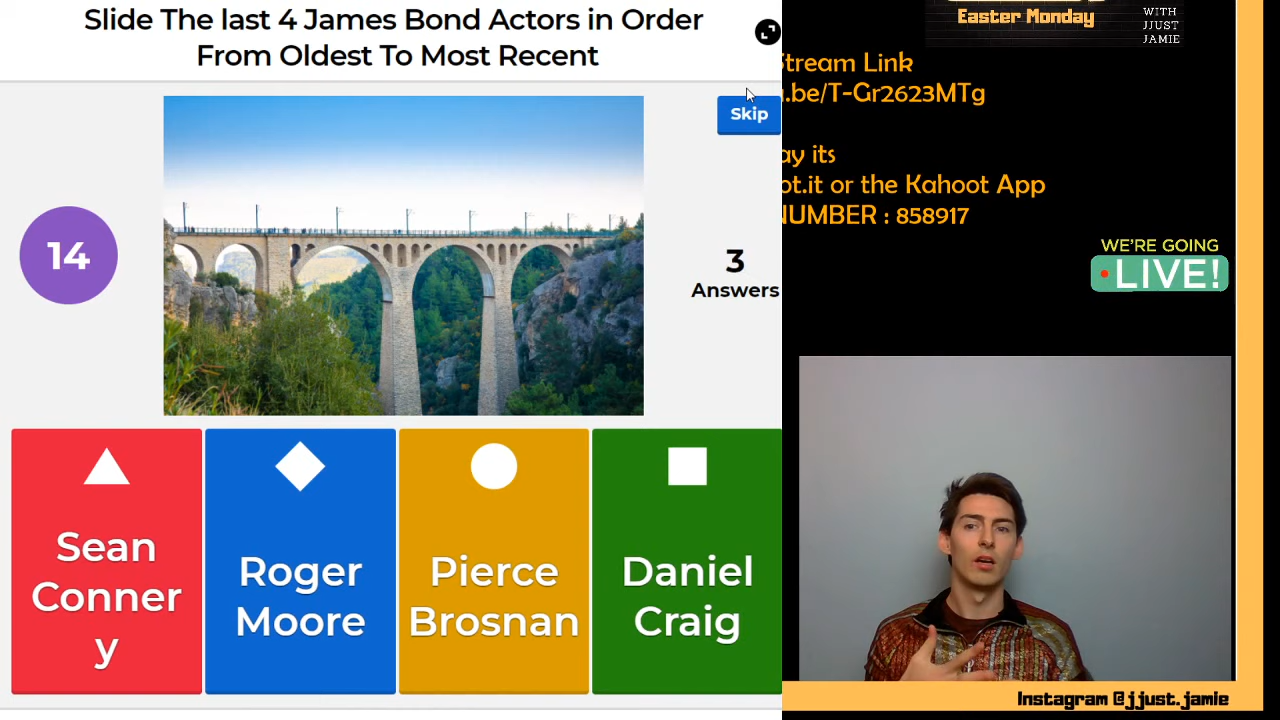 Slide The last 4 James Bond Actors in Order
From Oldest To Most Recent
Skip
14
3
Answers
Sean
Conner
y
Roger
Moore
Pierce
Brosnan
Daniel
Craig
Easter Monday
WITH
JJUST
JAMIE
Stream Link
.be/T-Gr2623MTg
ay its
ot.it or the Kahoot App
NUMBER : 858917
WE'RE GOING
LIVE!
Instagram @jjust.jamie